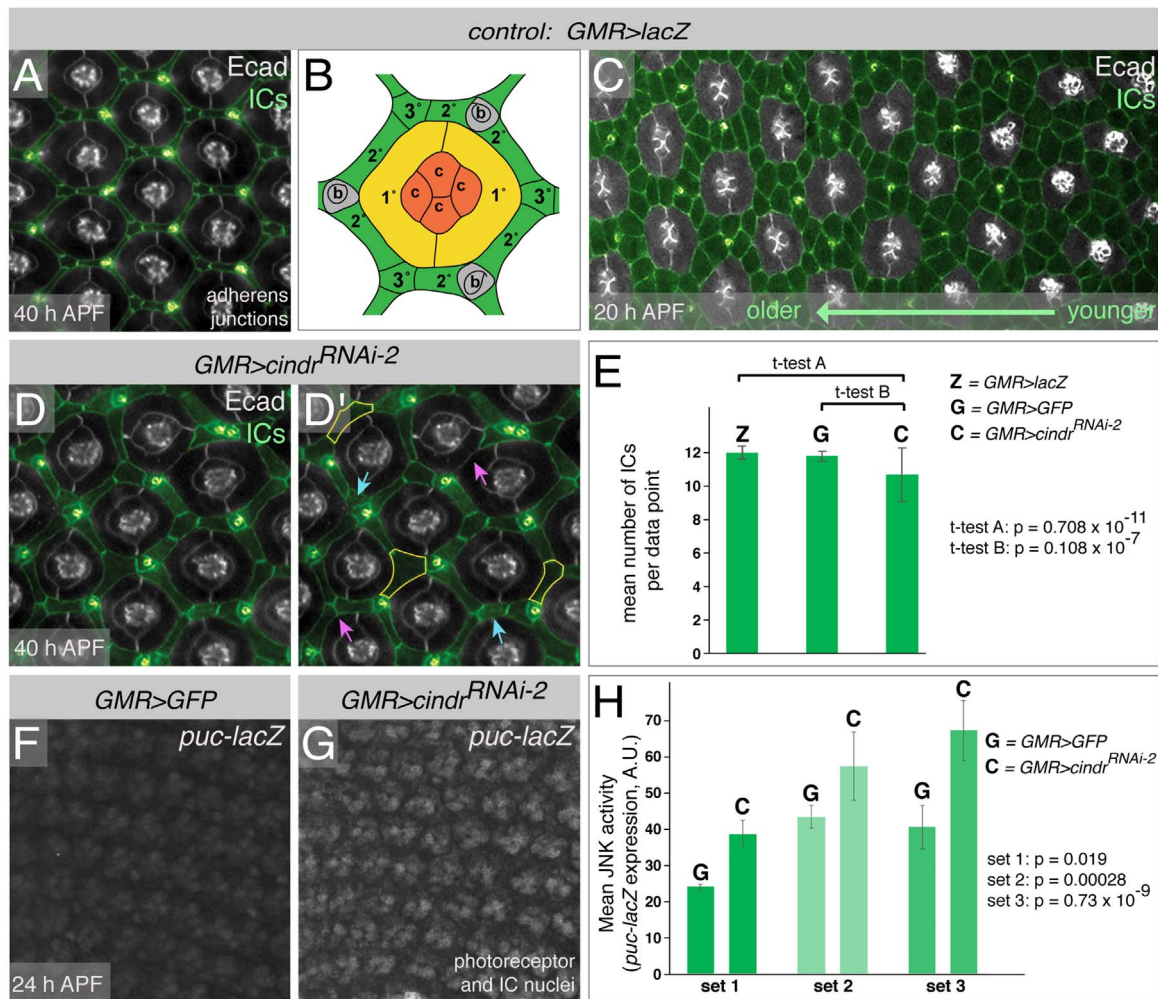 control: GMR>lacZ
A
Ecad
ICs
40 h APF
adherens
junctions
B
3°
2°
b
2°
2°
c
b
1°
c
c
1°
3°
c
2°
2°
3°
2°
b
C
Ecad
ICs
20 h APF
older
younger
GMR>cindr^RNAi-2
D
Ecad
ICs
40 h APF
D'
E
t-test A
t-test B
Z = GMR>lacZ
G = GMR>GFP
C = GMR>cindr^RNAi-2
Z
G
C
mean number of ICs
per data point
12
10
8
6
4
2
0
t-test A: p = 0.708 x 10^-11
t-test B: p = 0.108 x 10^-7
GMR>GFP
F
puc-lacZ
24 h APF
GMR>cindr^RNAi-2
G
puc-lacZ
photoreceptor
and IC nuclei
H
Mean JNK activity
(puc-lacZ expression, A.U.)
70
60
50
40
30
20
10
0
G
C
G
C
G
C
set 1
set 2
set 3
G = GMR>GFP
C = GMR>cindr^RNAi-2
set 1: p = 0.019
set 2: p = 0.00028
set 3: p = 0.73 x 10^-9